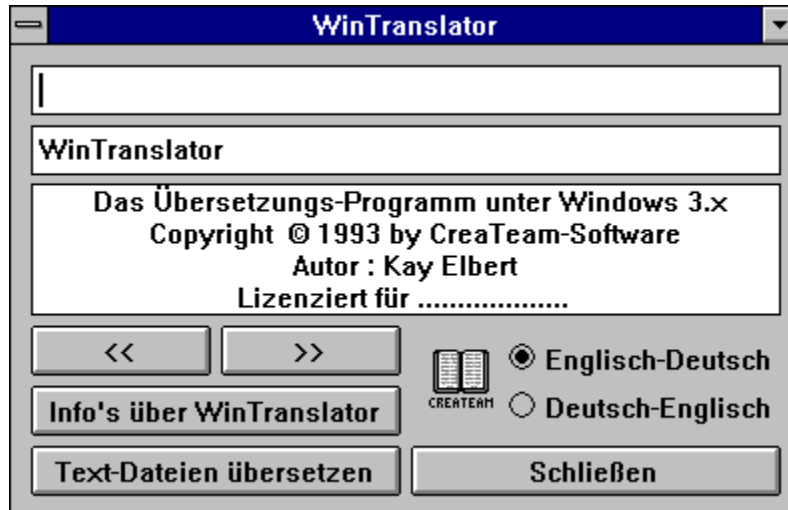 WinTranslator
WinTranslator
Das Übersetzungs-Programm unter Windows 3.x
Copyright © 1993 by CreaTeam-Software
Autor : Kay Elbert
Lizenziert für ...................
<< >>
Englisch-Deutsch
CREATEAM
Deutsch-Englisch
Info's über WinTranslator
Text-Dateien übersetzen
Schließen